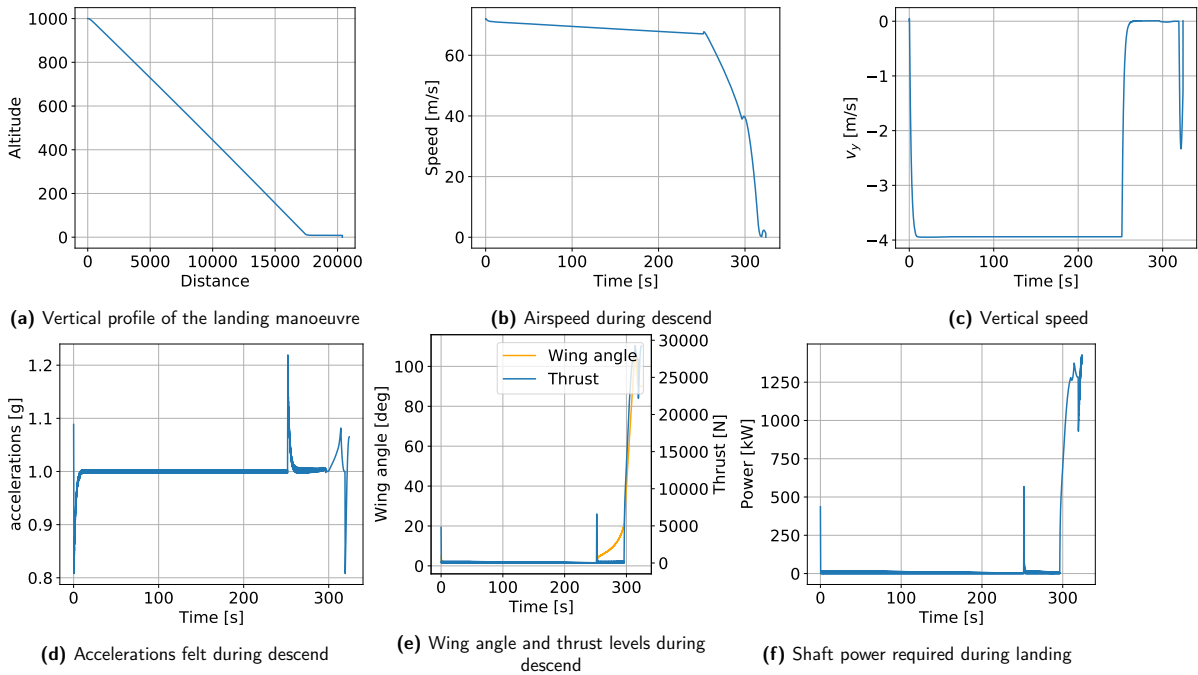 1000
800
600
400
200
0
Altitude
0 5000 10000 15000 20000
Distance
(a) Vertical profile of the landing manoeuvre
60
40
20
0
Speed [m/s]
0 100 200 300
Time [s]
(b) Airspeed during descend
0
−1
−2
−3
−4
v_y [m/s]
0 100 200 300
Time [s]
(c) Vertical speed
1.2
1.1
1.0
0.9
0.8
accelerations [g]
0 100 200 300
Time [s]
(d) Accelerations felt during descend
Wing angle
Thrust
100
80
60
40
20
0
Wing angle [deg]
30000
25000
20000
15000
10000
5000
0
Thrust [N]
0 100 200 300
Time [s]
(e) Wing angle and thrust levels during
descend
1250
1000
750
500
250
0
Power [kW]
0 100 200 300
Time [s]
(f) Shaft power required during landing